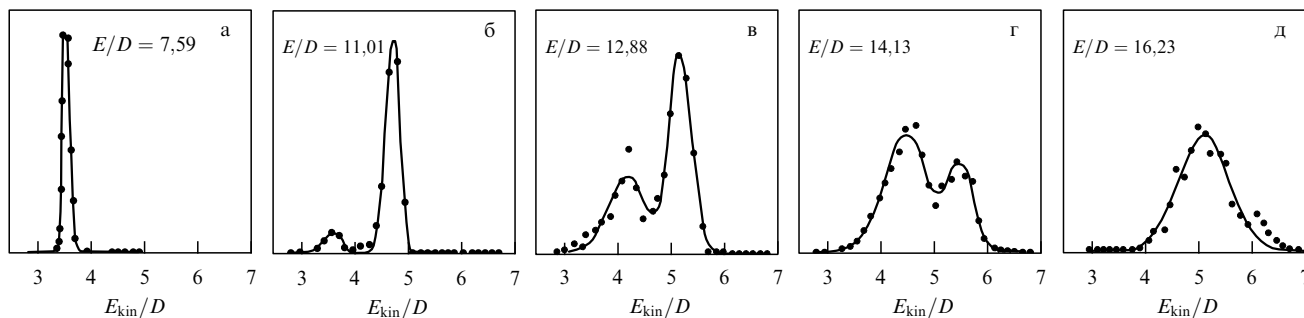 а
E/D = 7,59
3 4 5 6 7
E_kin/D
б
E/D = 11,01
3 4 5 6 7
E_kin/D
в
E/D = 12,88
3 4 5 6 7
E_kin/D
г
E/D = 14,13
3 4 5 6 7
E_kin/D
д
E/D = 16,23
3 4 5 6 7
E_kin/D